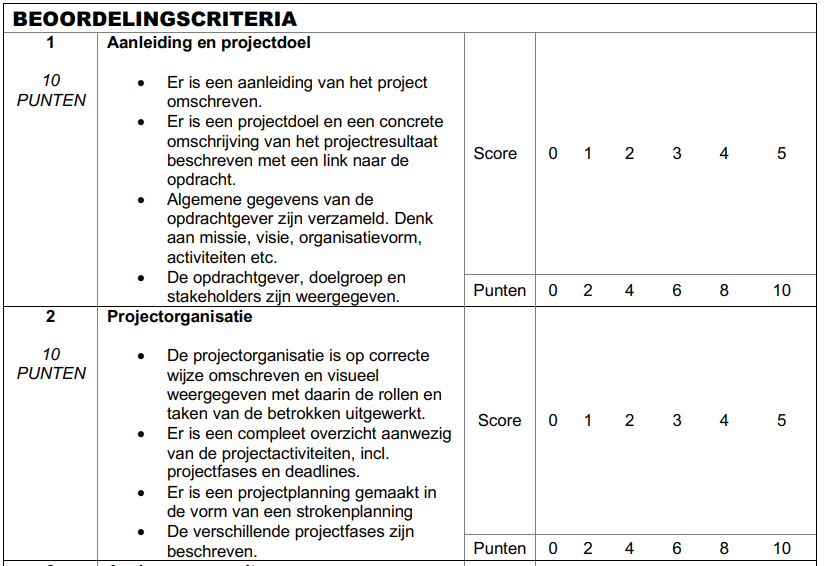 BEOORDELINGSCRITERIA
1
10
PUNTEN
Aanleiding en projectdoel
• Er is een aanleiding van het project
omschreven.
• Er is een projectdoel en een concrete
omschrijving van het projectresultaat
beschreven met een link naar de
opdracht.
• Algemene gegevens van de
opdrachtgever zijn verzameld. Denk
aan missie, visie, organisatievorm,
activiteiten etc.
• De opdrachtgever, doelgroep en
stakeholders zijn weergegeven.
Score 0 1 2 3 4 5
Punten 0 2 4 6 8 10
2
10
PUNTEN
Projectorganisatie
• De projectorganisatie is op correcte
wijze omschreven en visueel
weergegeven met daarin de rollen en
taken van de betrokken uitgewerkt.
• Er is een compleet overzicht aanwezig
van de projectactiviteiten, incl.
projectfases en deadlines.
• Er is een projectplanning gemaakt in
de vorm van een strokenplanning
• De verschillende projectfases zijn
beschreven.
Score 0 1 2 3 4 5
Punten 0 2 4 6 8 10